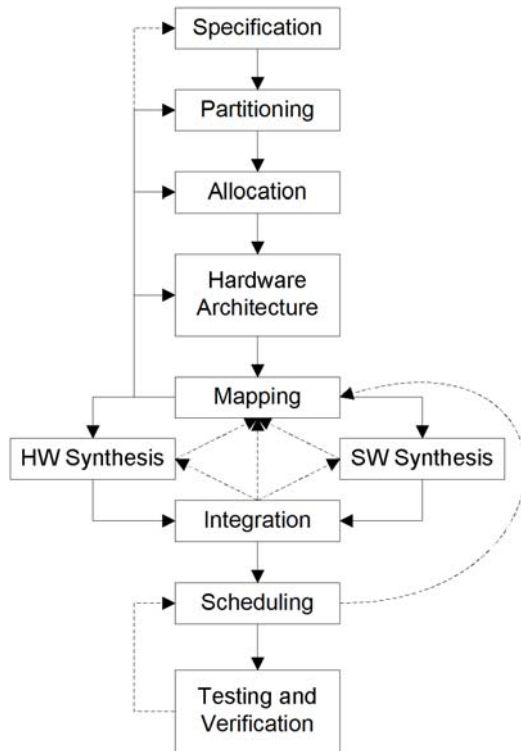 Specification
Partitioning
Allocation
Hardware
Architecture
Mapping
HW Synthesis
SW Synthesis
Integration
Scheduling
Testing and
Verification